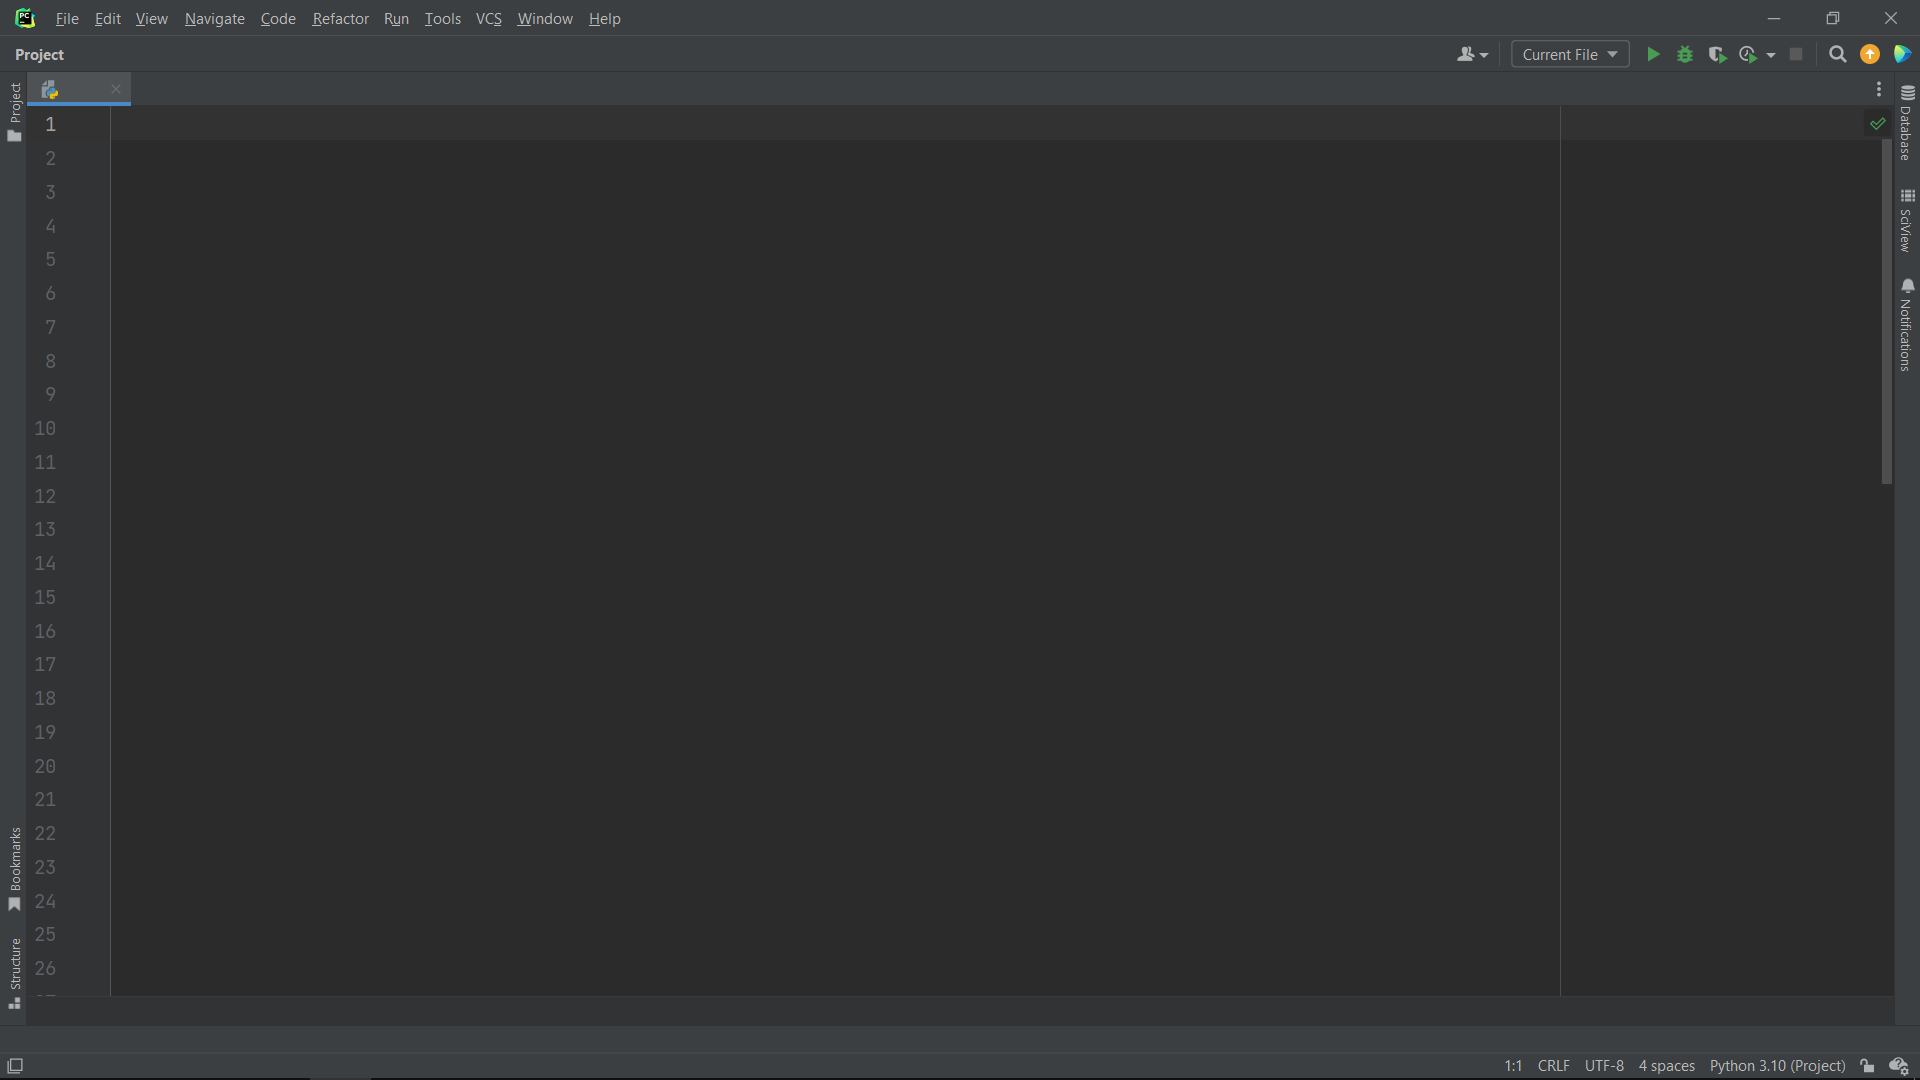 File Edit View Navigate Code Refactor Run Tools VCS Window Help
Project
Current File
Project
1
2
3
4
5
6
7
8
9
10
11
12
13
14
15
16
17
18
19
20
21
22
23
24
25
26
Bookmarks
Structure
Database
SciView
Notifications
1:1 CRLF UTF-8 4 spaces Python 3.10 (Project)